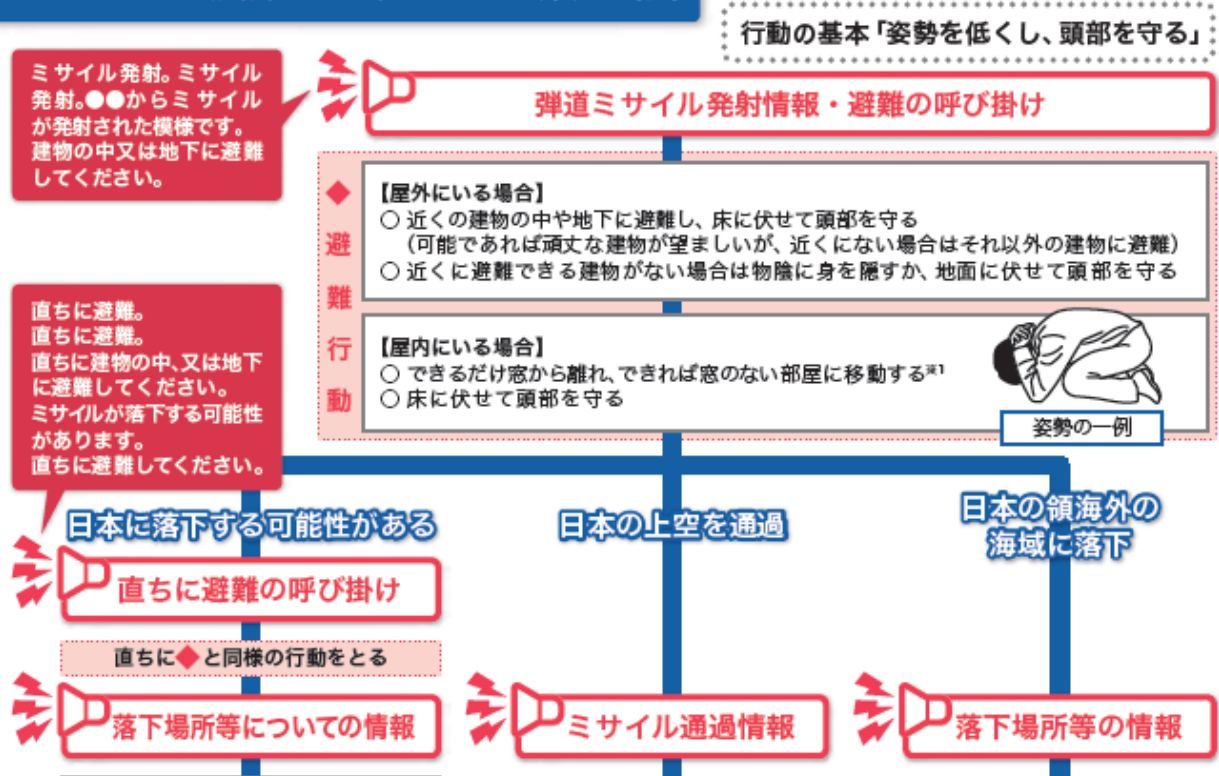 行動の基本「姿勢を低くし、頭部を守る」
ミサイル発射。ミサイル
発射。●●からミサイル
が発射された模様です。
建物の中又は地下に避難
してください。
弾道ミサイル発射情報・避難の呼び掛け
◆避難行動
【屋外にいる場合】
○ 近くの建物の中や地下に避難し、床に伏せて頭部を守る
（可能であれば頑丈な建物が望ましいが、近くにない場合はそれ以外の建物に避難）
○ 近くに避難できる建物がない場合は物陰に身を隠すか、地面に伏せて頭部を守る
【屋内にいる場合】
○ できるだけ窓から離れ、できれば窓のない部屋に移動する※1
○ 床に伏せて頭部を守る
姿勢の一例
直ちに避難。
直ちに避難。
直ちに建物の中、又は地下
に避難してください。
ミサイルが落下する可能性
があります。
直ちに避難してください。
日本に落下する可能性がある
直ちに避難の呼び掛け
直ちに◆と同様の行動をとる
落下場所等についての情報
日本の上空を通過
ミサイル通過情報
日本の領海外の
海域に落下
落下場所等の情報